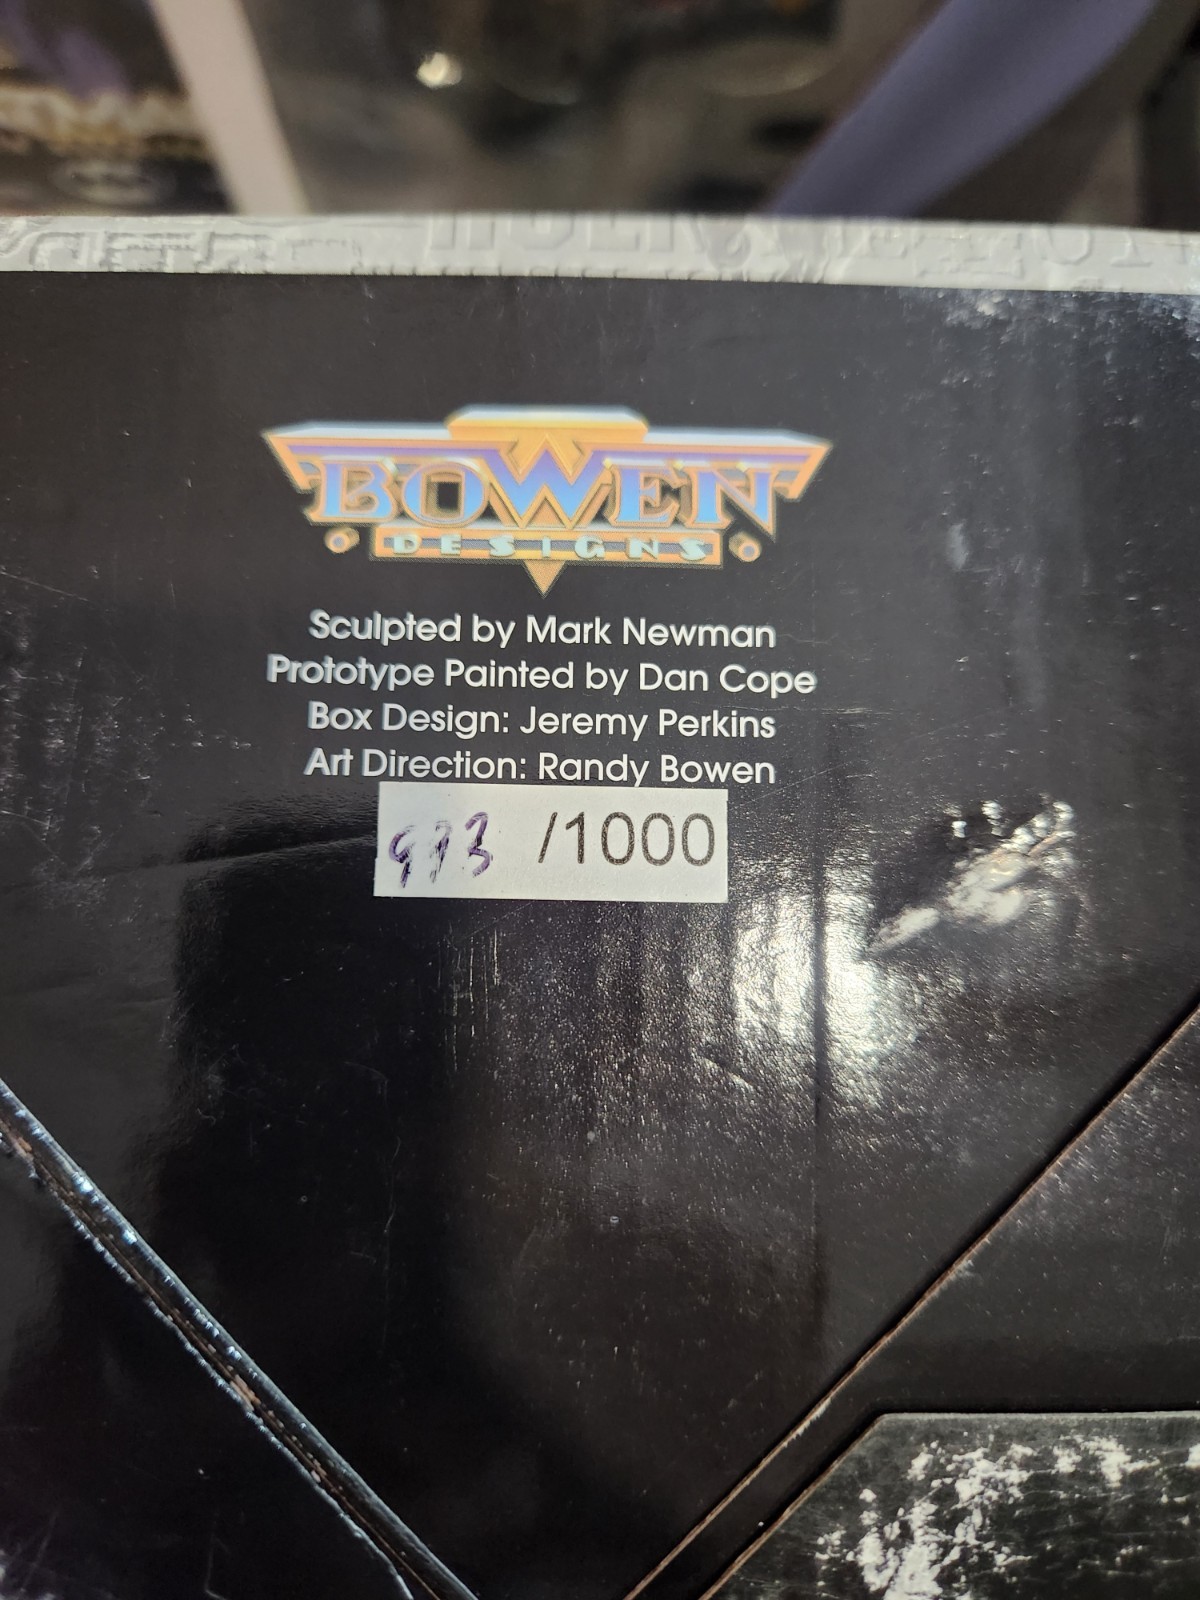 BOWEN
DESIGNS
Sculpted by Mark Newman
Prototype Painted by Dan Cope
Box Design: Jeremy Perkins
Art Direction: Randy Bowen
/1000